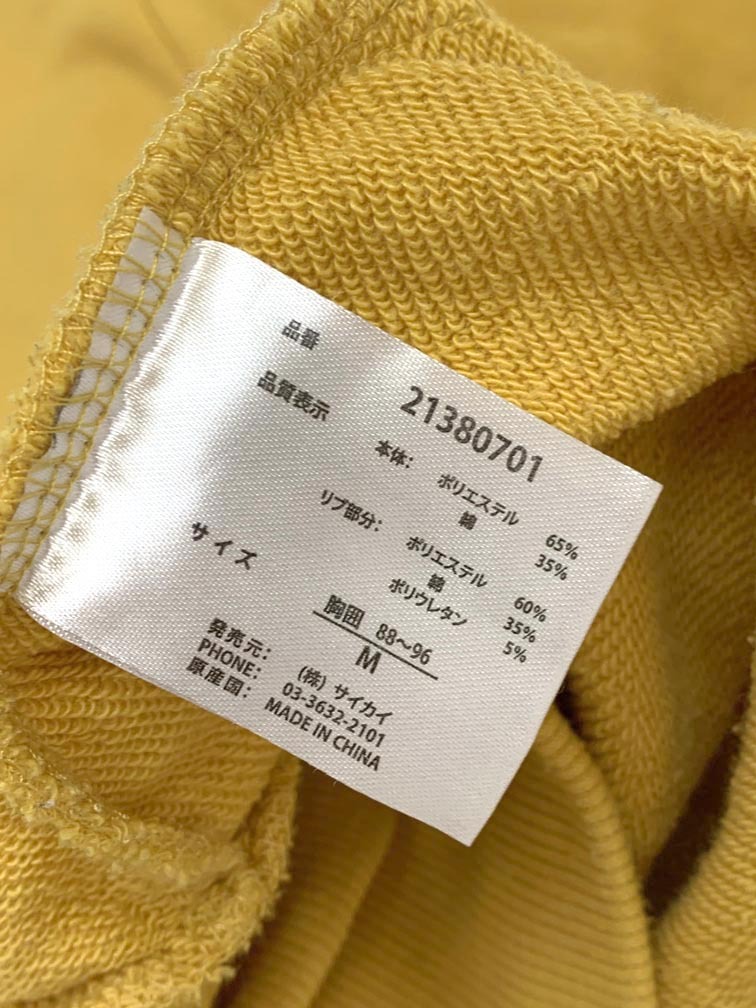 品番 21380701
品質表示
本体: ポリエステル 65%
綿 35%
リブ部分: ポリエステル 60%
綿 35%
ポリウレタン 5%
サイズ 胸囲 88〜96
M
発売元: (株) サイカイ
PHONE: 03-3632-2101
原産国: MADE IN CHINA